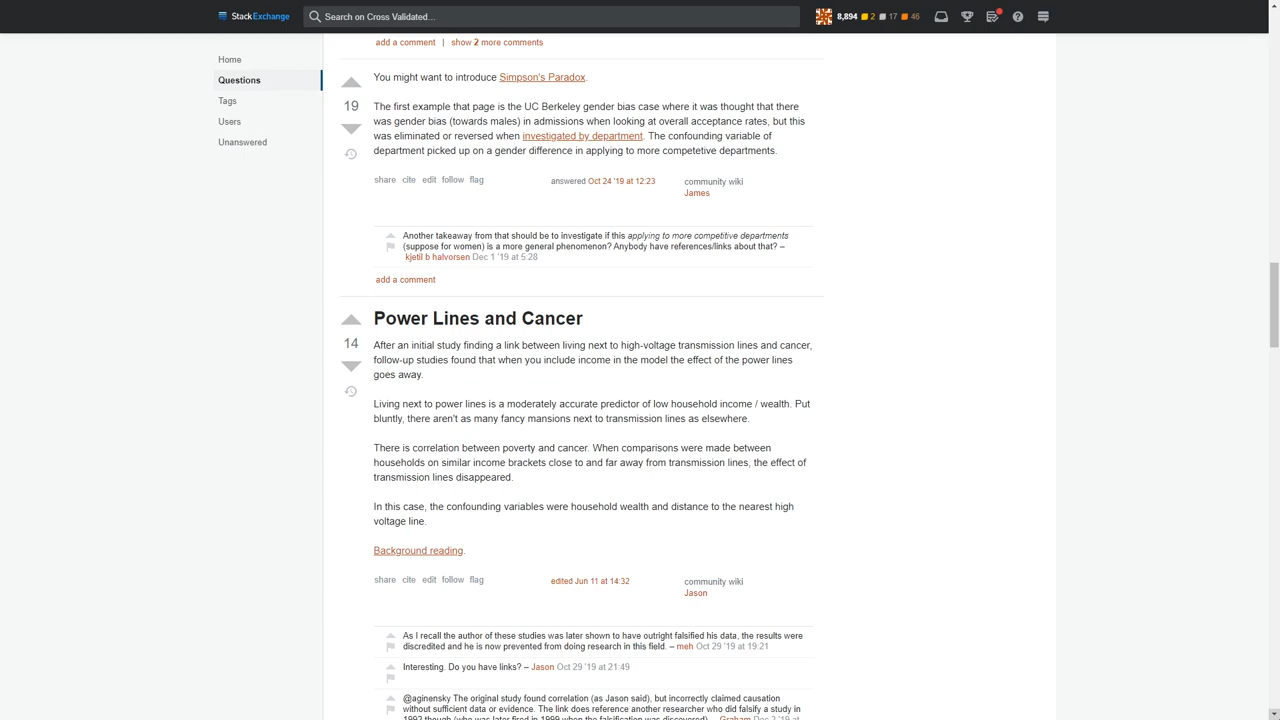 StackExchange
Search on Cross Validated…
8,894 2 17 46
add a comment | show 2 more comments
Home
Questions
Tags
Users
Unanswered
You might want to introduce Simpson's Paradox.
19
The first example that page is the UC Berkeley gender bias case where it was thought that there
was gender bias (towards males) in admissions when looking at overall acceptance rates, but this
was eliminated or reversed when investigated by department. The confounding variable of
department picked up on a gender difference in applying to more competetive departments.
share cite edit follow flag
answered Oct 24 '19 at 12:23
community wiki
James
Another takeaway from that should be to investigate if this applying to more competitive departments
(suppose for women) is a more general phenomenon? Anybody have references/links about that? –
kjetil b halvorsen Dec 1 '19 at 5:28
add a comment
Power Lines and Cancer
14
After an initial study finding a link between living next to high-voltage transmission lines and cancer,
follow-up studies found that when you include income in the model the effect of the power lines
goes away.
Living next to power lines is a moderately accurate predictor of low household income / wealth. Put
bluntly, there aren't as many fancy mansions next to transmission lines as elsewhere.
There is correlation between poverty and cancer. When comparisons were made between
households on similar income brackets close to and far away from transmission lines, the effect of
transmission lines disappeared.
In this case, the confounding variables were household wealth and distance to the nearest high
voltage line.
Background reading.
share cite edit follow flag
edited Jun 11 at 14:32
community wiki
Jason
As I recall the author of these studies was later shown to have outright falsified his data, the results were
discredited and he is now prevented from doing research in this field. – meh Oct 29 '19 at 19:21
Interesting. Do you have links? – Jason Oct 29 '19 at 21:49
@aginensky The original study found correlation (as Jason said), but incorrectly claimed causation
without sufficient data or evidence. The link does reference another researcher who did falsify a study in
1992 though (who was later fired in 1999 when the falsification was discovered). – Graham Dec 2 '19 at